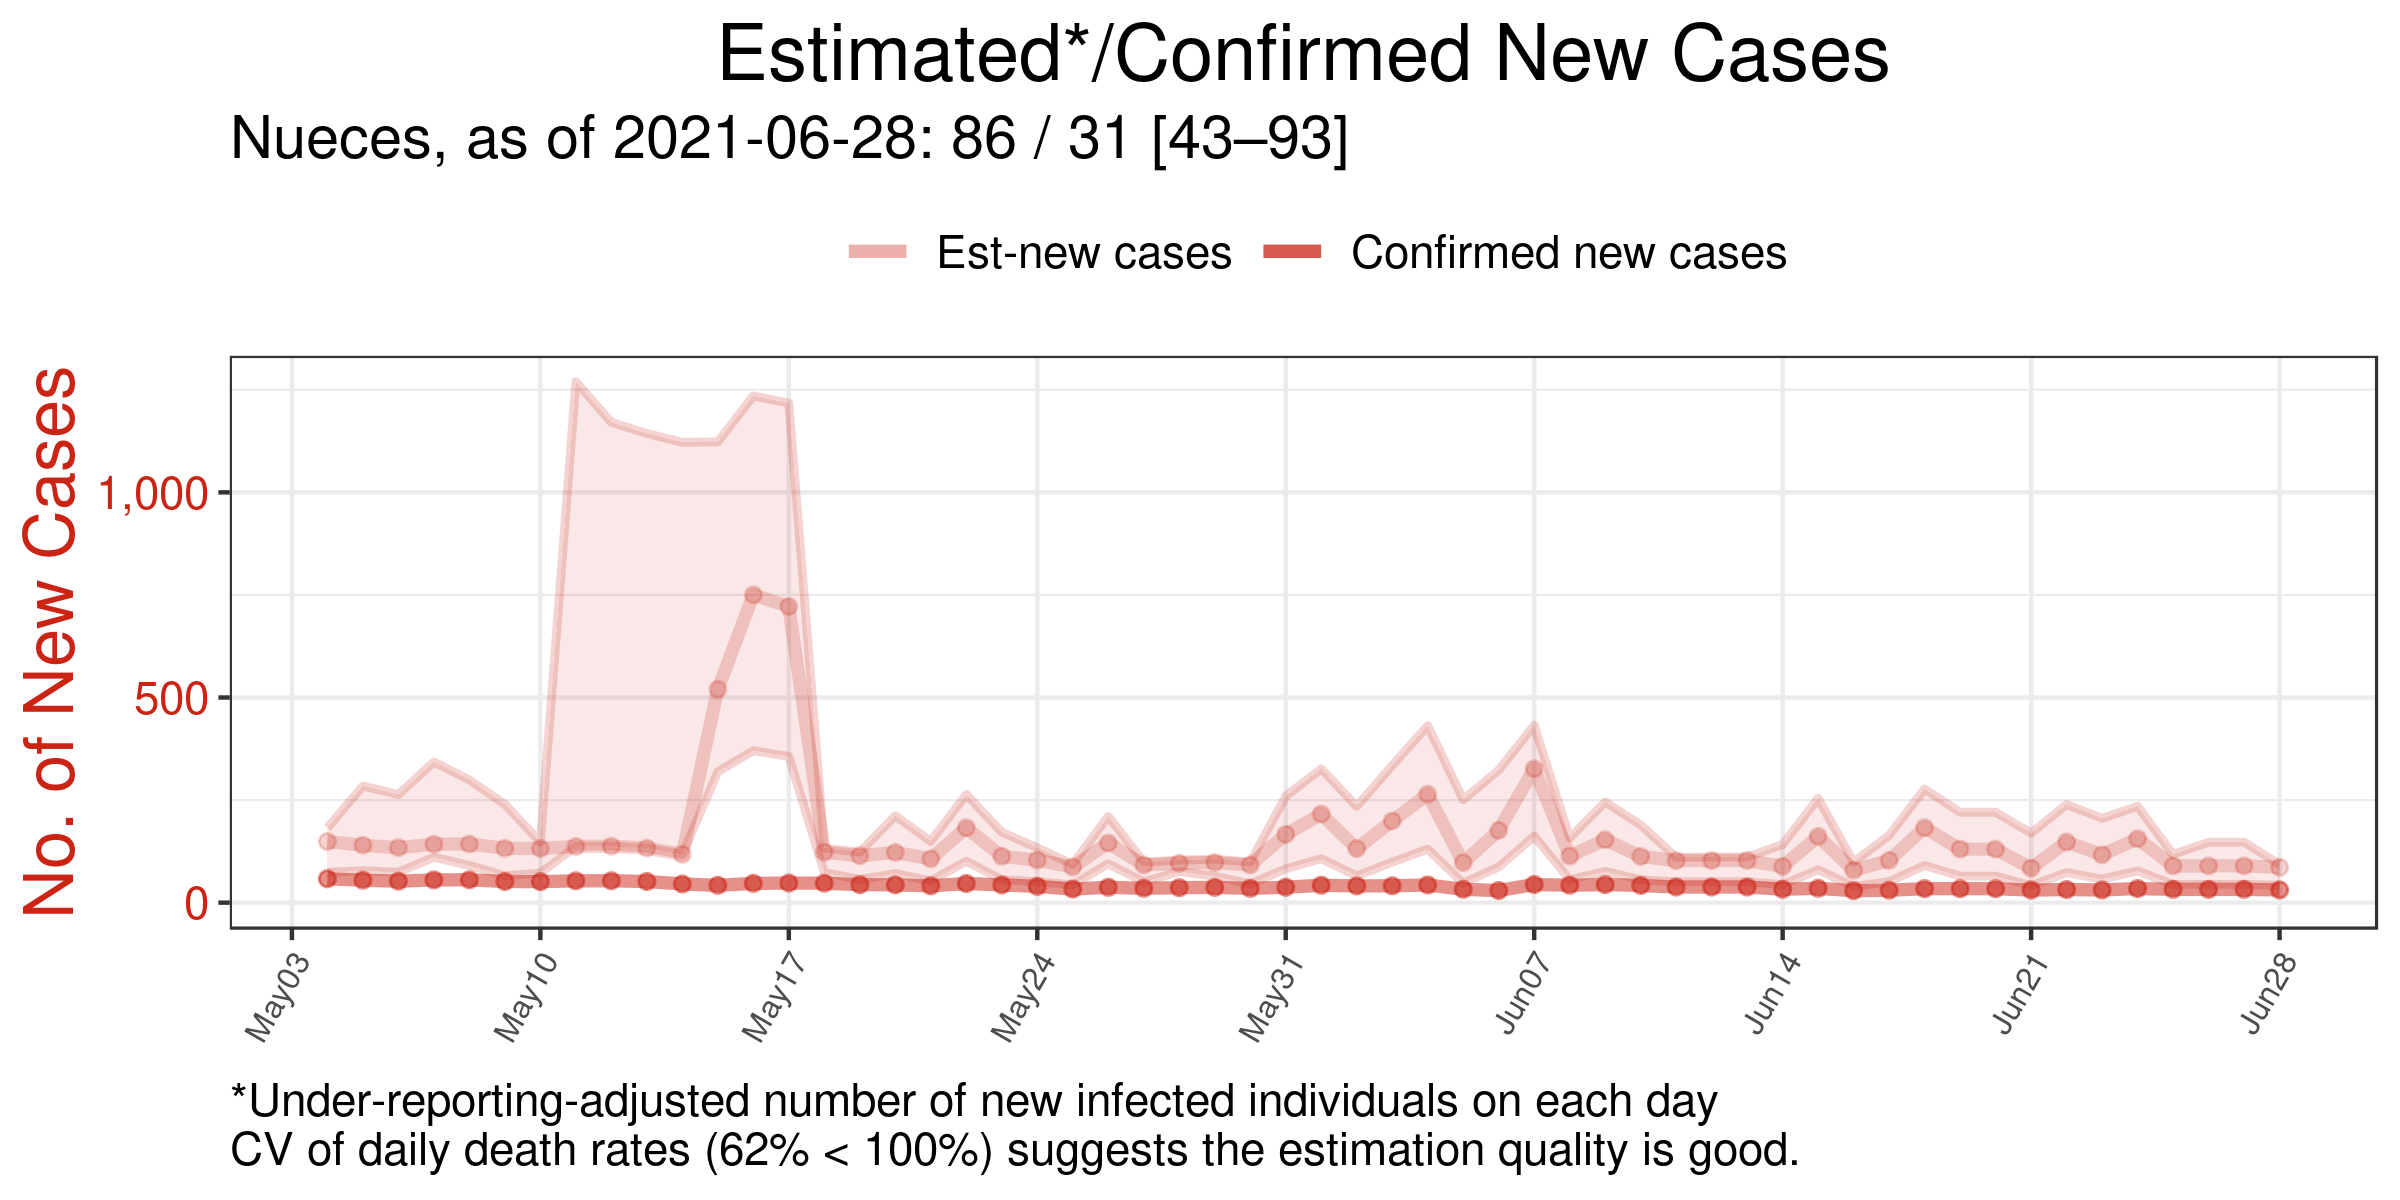 Estimated*/Confirmed New Cases
Nueces, as of 2021-06-28: 86 / 31 [43–93]
Est-new cases Confirmed new cases
No. of New Cases
1,000
500
0
May03 May10 May17 May24 May31 Jun07 Jun14 Jun21 Jun28
*Under-reporting-adjusted number of new infected individuals on each day
CV of daily death rates (62% < 100%) suggests the estimation quality is good.